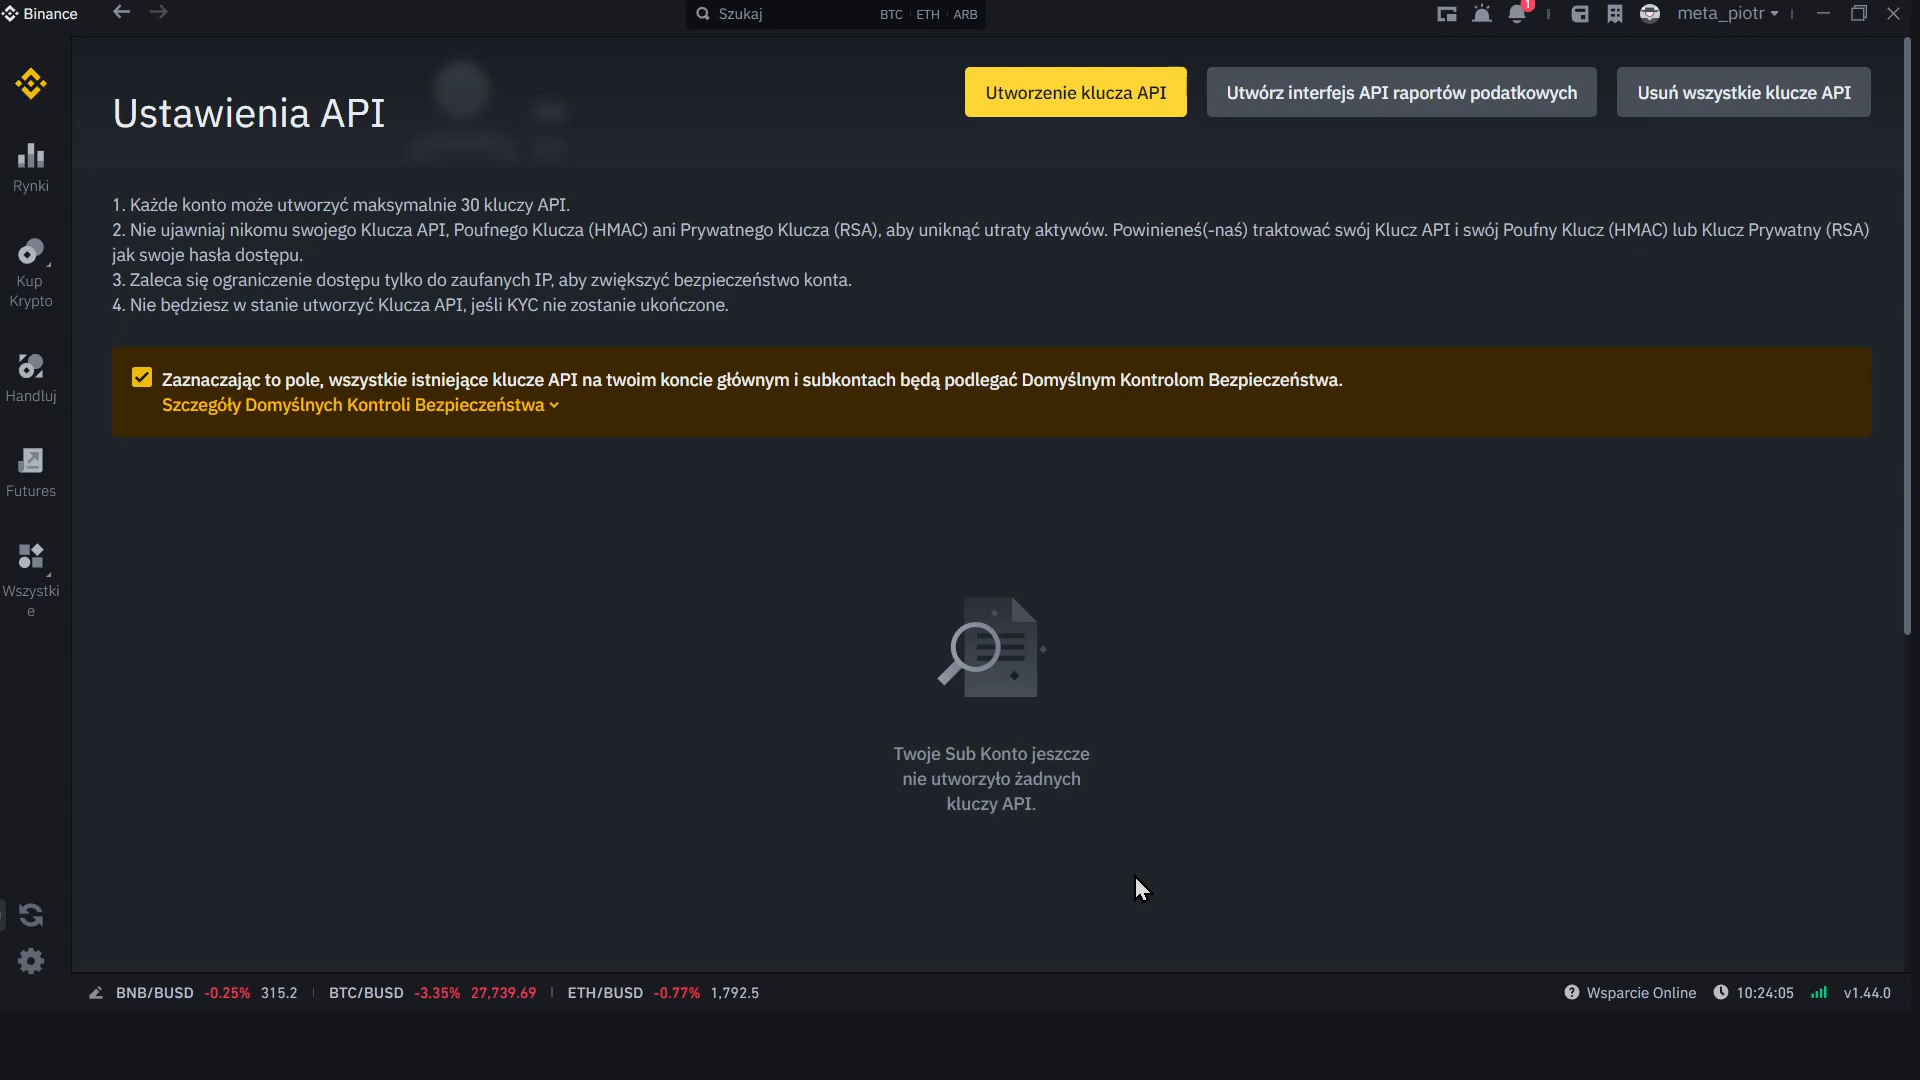 Binance
Szukaj
BTC
ETH
ARB
1
meta_piotr
Ustawienia API
Utworzenie klucza API
Utwórz interfejs API raportów podatkowych
Usuń wszystkie klucze API
Rynki
Kup
Krypto
Handluj
Futures
Wszystki
e
1. Każde konto może utworzyć maksymalnie 30 kluczy API.
2. Nie ujawniaj nikomu swojego Klucza API, Poufnego Klucza (HMAC) ani Prywatnego Klucza (RSA), aby uniknąć utraty aktywów. Powinieneś(-naś) traktować swój Klucz API i swój Poufny Klucz (HMAC) lub Klucz Prywatny (RSA)
jak swoje hasła dostępu.
3. Zaleca się ograniczenie dostępu tylko do zaufanych IP, aby zwiększyć bezpieczeństwo konta.
4. Nie będziesz w stanie utworzyć Klucza API, jeśli KYC nie zostanie ukończone.
Zaznaczając to pole, wszystkie istniejące klucze API na twoim koncie głównym i subkontach będą podlegać Domyślnym Kontrolom Bezpieczeństwa.
Szczegóły Domyślnych Kontroli Bezpieczeństwa
Twoje Sub Konto jeszcze
nie utworzyło żadnych
kluczy API.
BNB/BUSD -0.25% 315.2
BTC/BUSD -3.35% 27,739.69
ETH/BUSD -0.77% 1,792.5
Wsparcie Online
10:24:05
v1.44.0